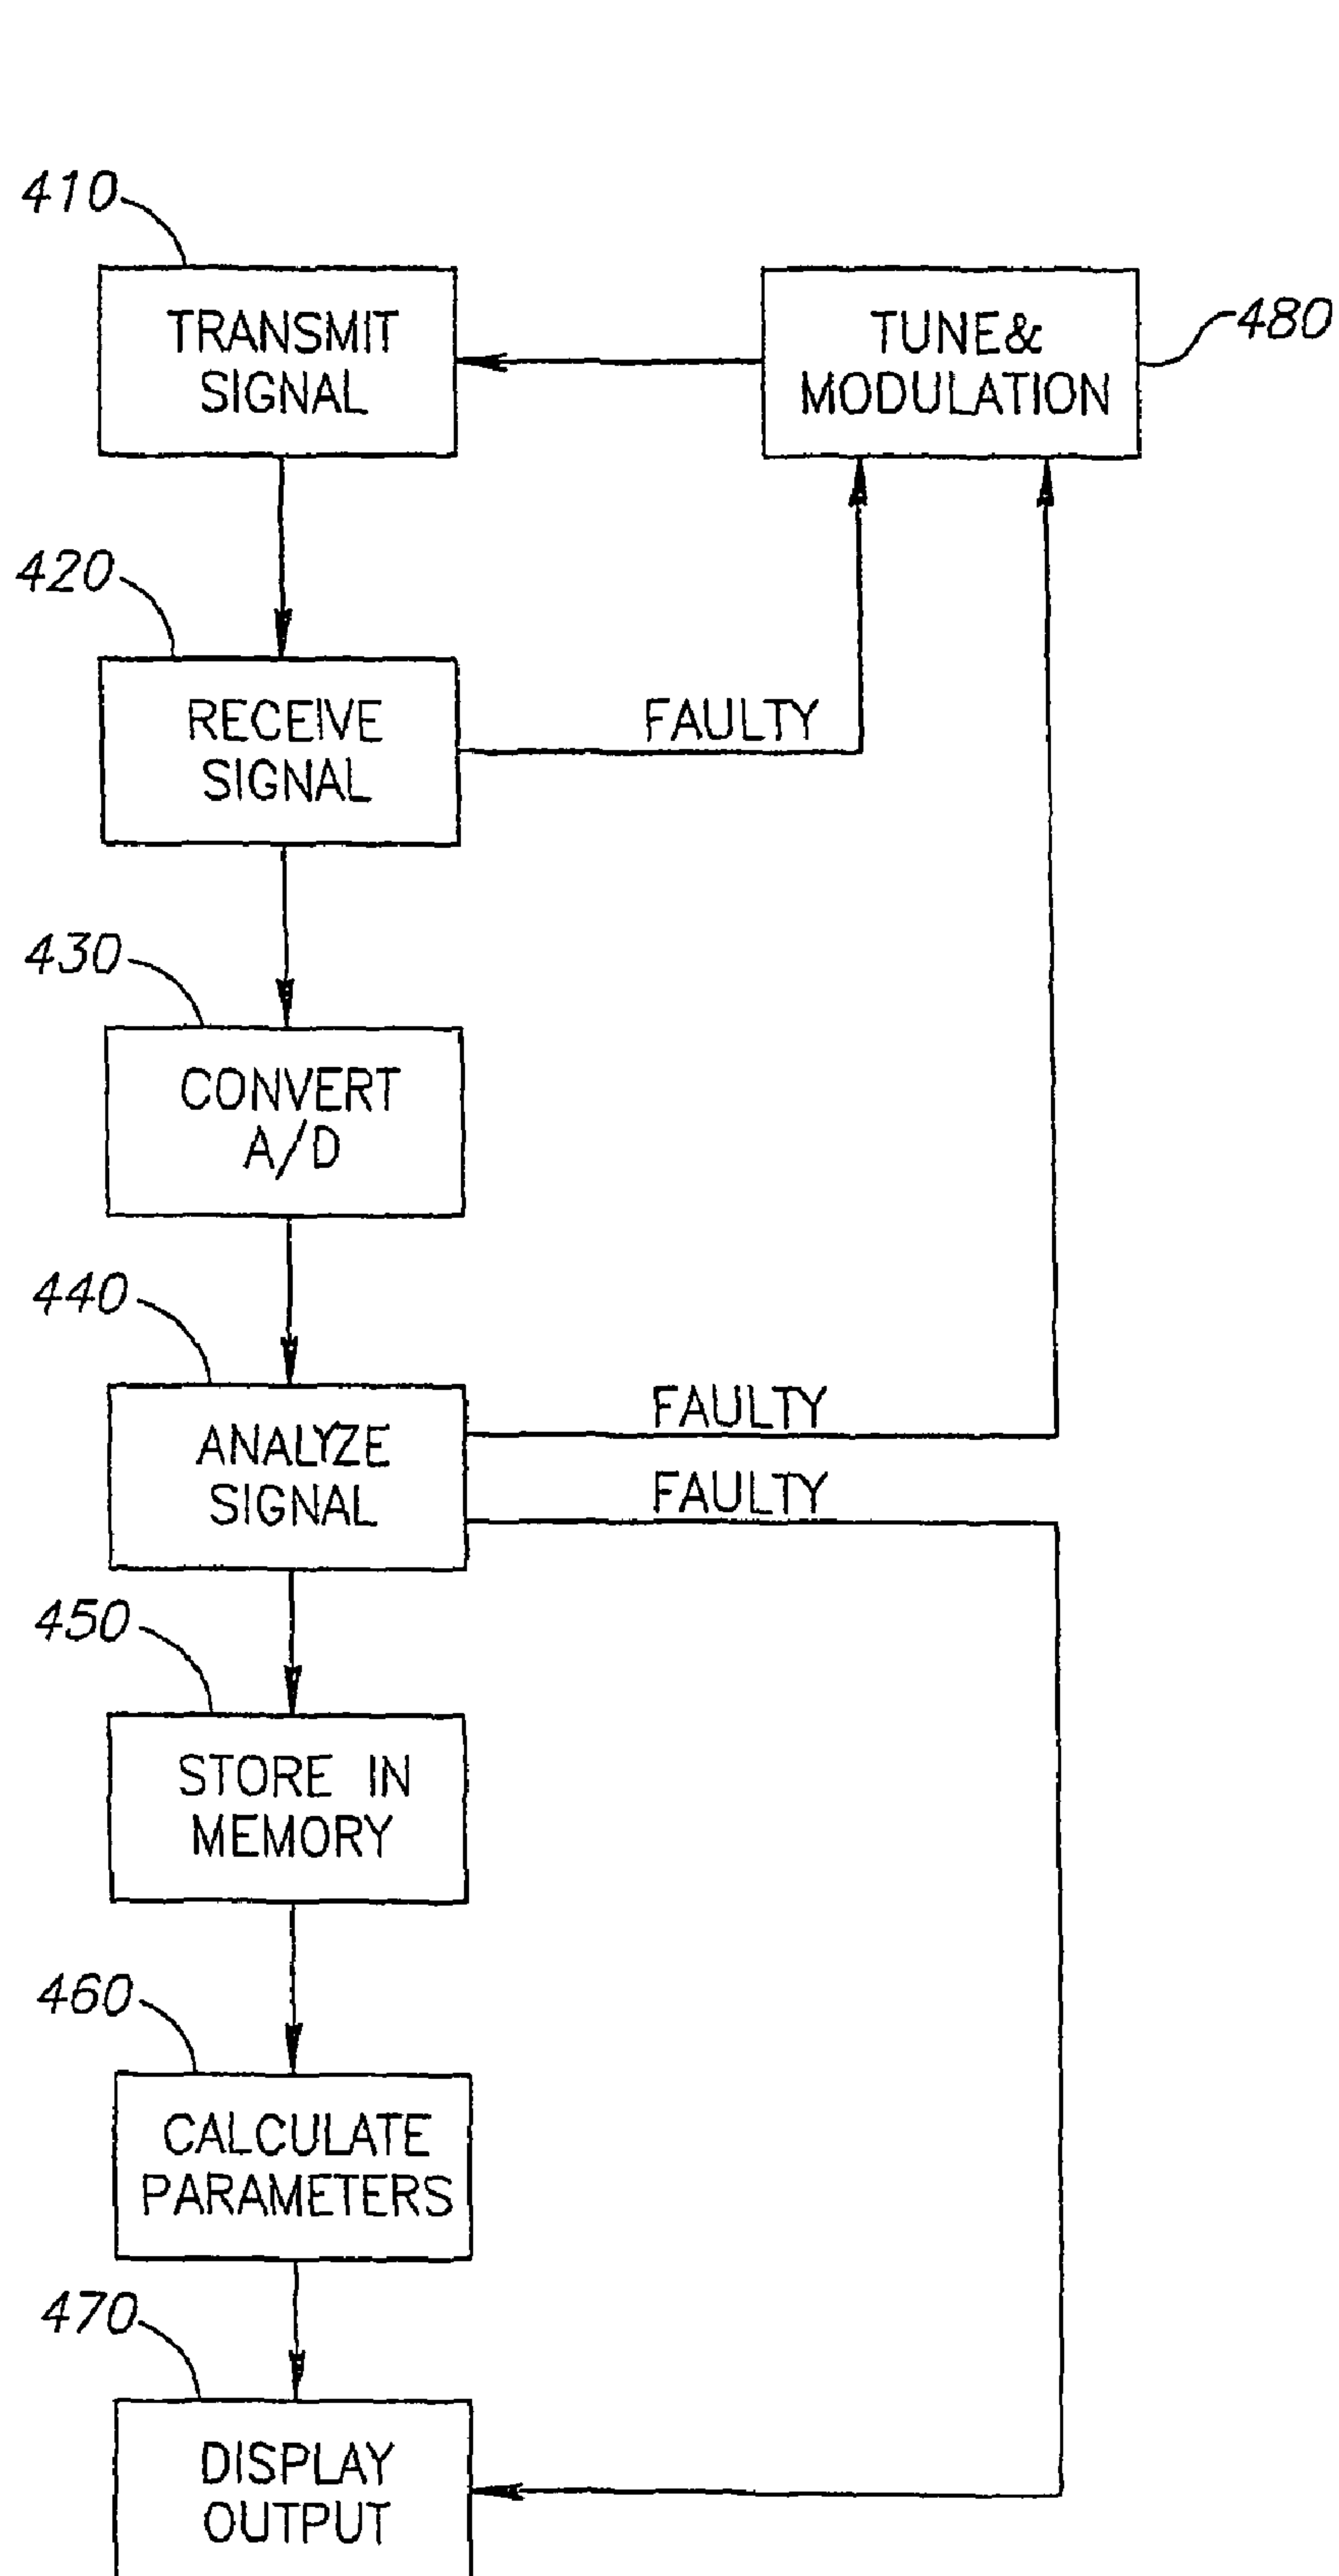 410
TRANSMIT
SIGNAL
TUNE&
MODULATION
480
420
RECEIVE
SIGNAL
FAULTY
430
CONVERT
A/D
440
ANALYZE
SIGNAL
FAULTY
FAULTY
450
STORE IN
MEMORY
460
CALCULATE
PARAMETERS
470
DISPLAY
OUTPUT